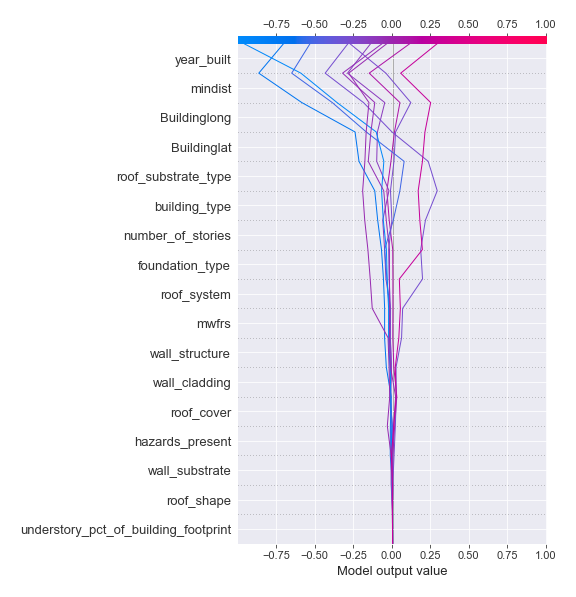 −0.75 −0.50 −0.25 0.00 0.25 0.50 0.75 1.00
year_built
mindist
Buildinglong
Buildinglat
roof_substrate_type
building_type
number_of_stories
foundation_type
roof_system
mwfrs
wall_structure
wall_cladding
roof_cover
hazards_present
wall_substrate
roof_shape
understory_pct_of_building_footprint
−0.75 −0.50 −0.25 0.00 0.25 0.50 0.75 1.00
Model output value